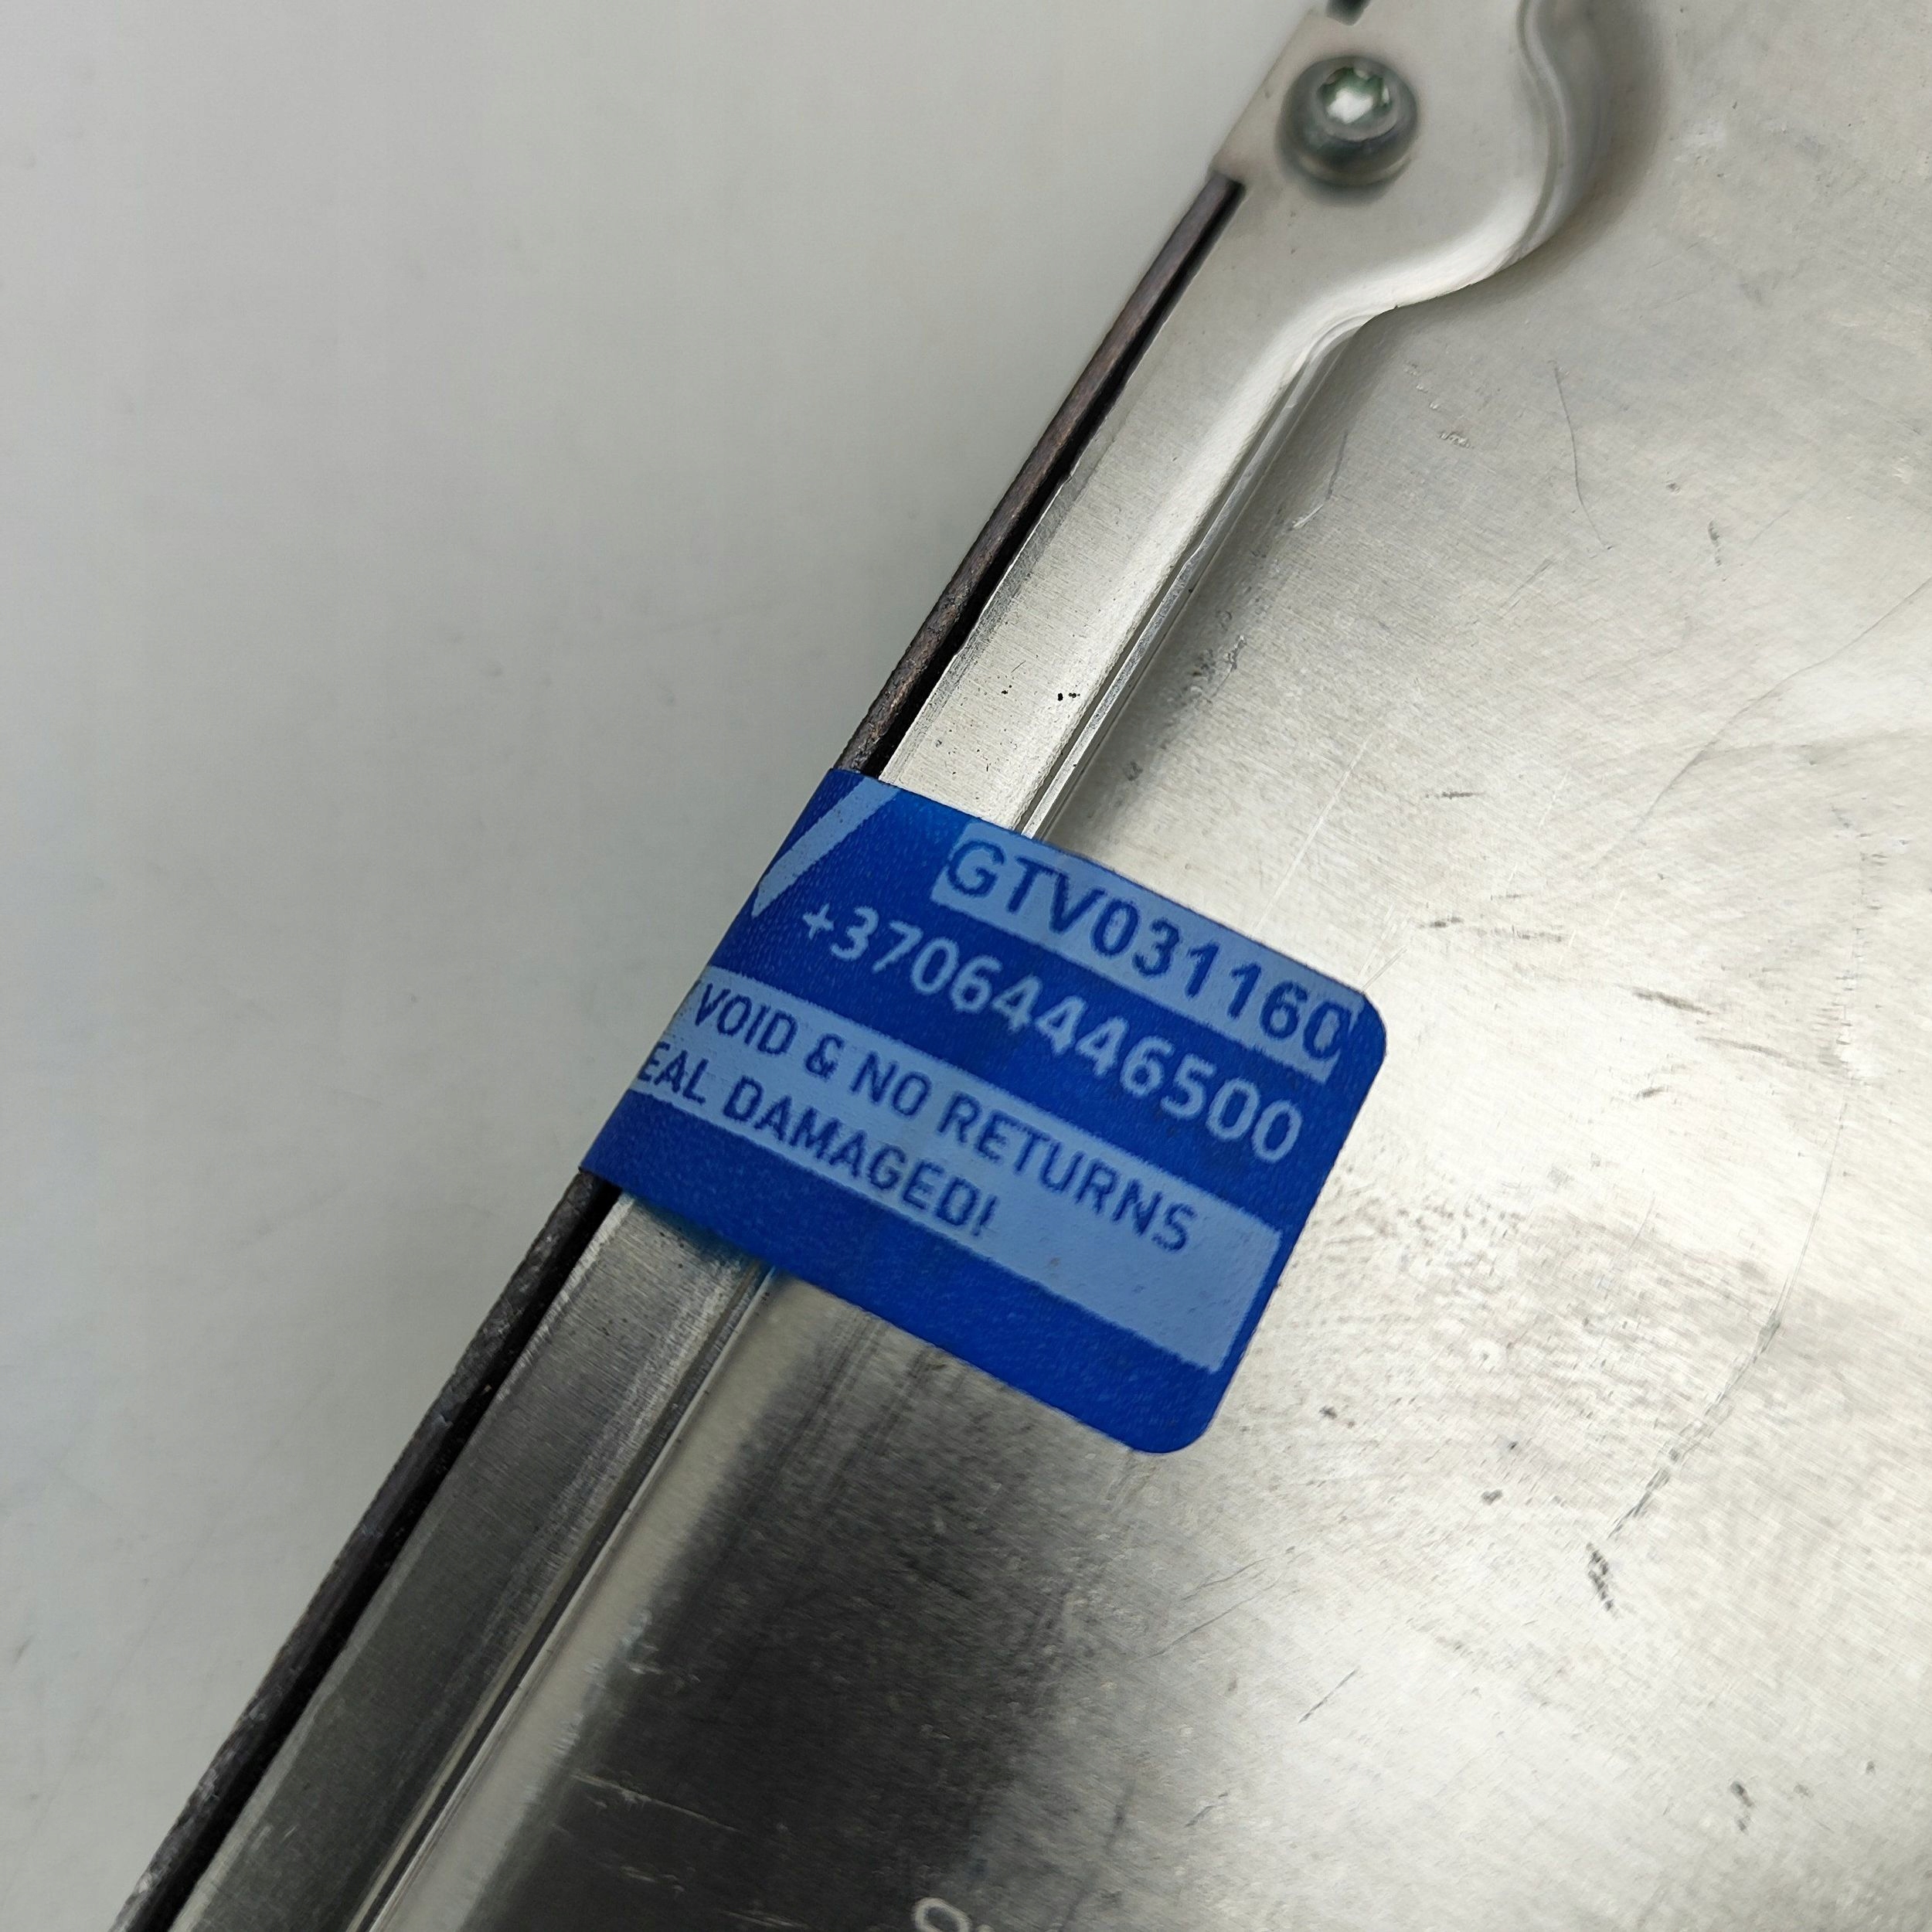 GTV031160
+37064446500
VOID & NO RETURNS
EAL DAMAGED!